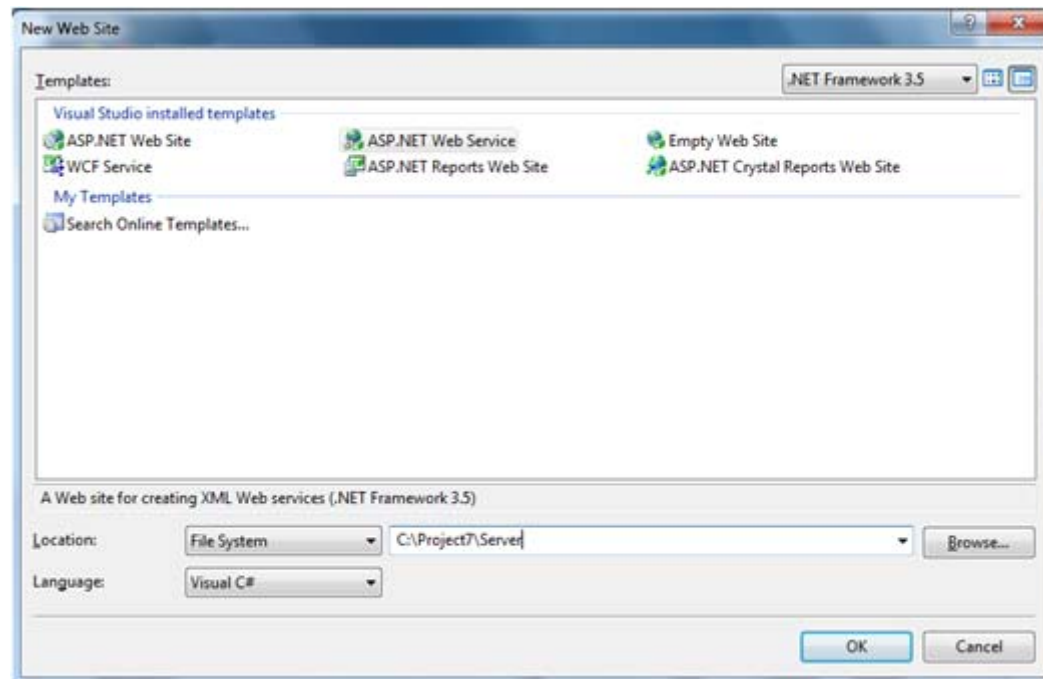 New Web Site
Templates:
.NET Framework 3.5
Visual Studio installed templates
ASP.NET Web Site ASP.NET Web Service Empty Web Site
WCF Service ASP.NET Reports Web Site ASP.NET Crystal Reports Web Site
My Templates
Search Online Templates...
A Web site for creating XML Web services (.NET Framework 3.5)
Location: File System C:\Project7\Server Browse...
Language: Visual C#
OK Cancel